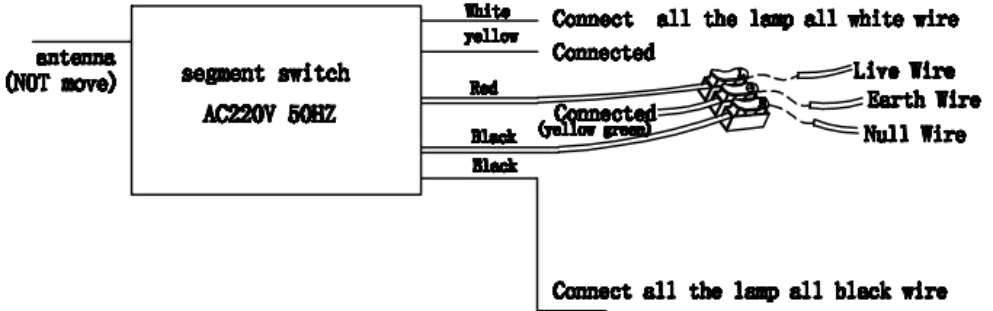 White
Connect all the lamp all white wire
yellow
Connected
antenna
(NOT move)
segment switch
AC220V 50HZ
Red
Live Wire
Earth Wire
Connected
(yellow green)
Null Wire
Black
Black
Connect all the lamp all black wire